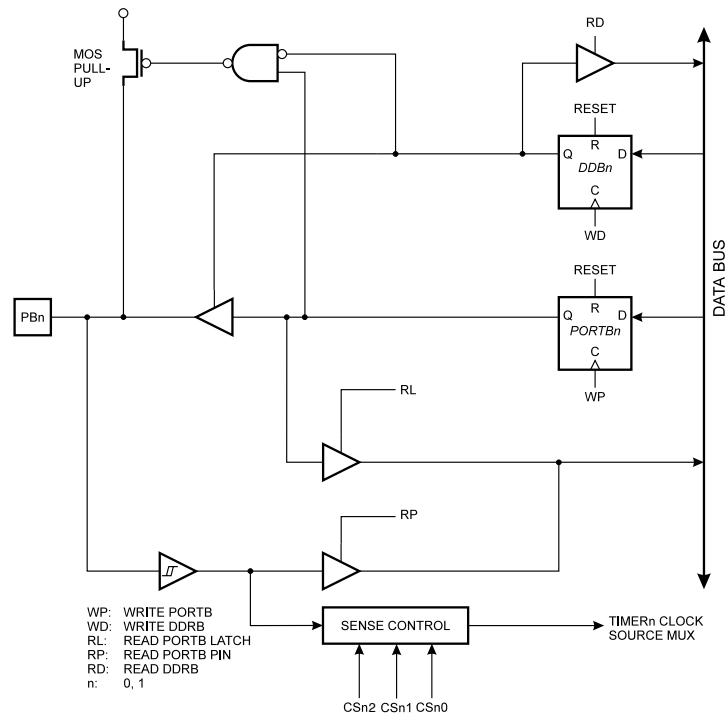 MOS
PULL-
UP
RD
RESET
R
Q
D
DDBn
C
WD
DATA BUS
RESET
PBn
R
Q
D
PORTBn
C
WP
RL
RP
WP: WRITE PORTB
WD: WRITE DDRB
RL: READ PORTB LATCH
RP: READ PORTB PIN
RD: READ DDRB
n: 0, 1
SENSE CONTROL
TIMERn CLOCK
SOURCE MUX
CSn2 CSn1 CSn0